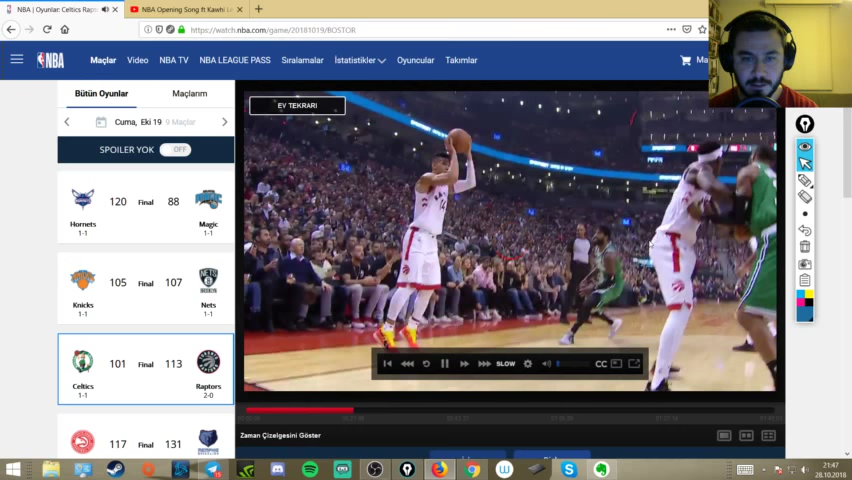 NBA | Oyunlar: Celtics Rapt
NBA Opening Song ft Kawhi Le
https://watch.nba.com/game/20181019/BOSTOR
NBA
Maçlar Video NBA TV NBA LEAGUE PASS Sıralamalar İstatistikler Oyuncular Takımlar
Bütün Oyunlar Maçlarım
Cuma, Eki 19 9 Maçlar
SPOILER YOK OFF
120 Final 88
Hornets Magic
1-1 1-1
105 Final 107
Knicks Nets
1-1 1-1
101 Final 113
Celtics Raptors
1-1 2-0
117 Final 131
EV TEKRARI
SLOW
CC
Zaman Çizelgesini Göster
21:47
28.10.2018